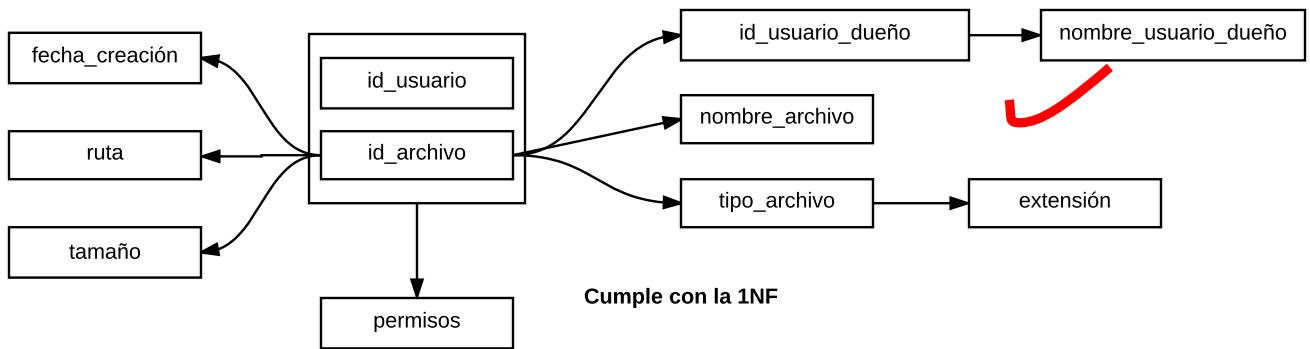 id_usuario_dueño
nombre_usuario_dueño
fecha_creación
id_usuario
nombre_archivo
ruta
id_archivo
tipo_archivo
extensión
tamaño
Cumple con la 1NF
permisos